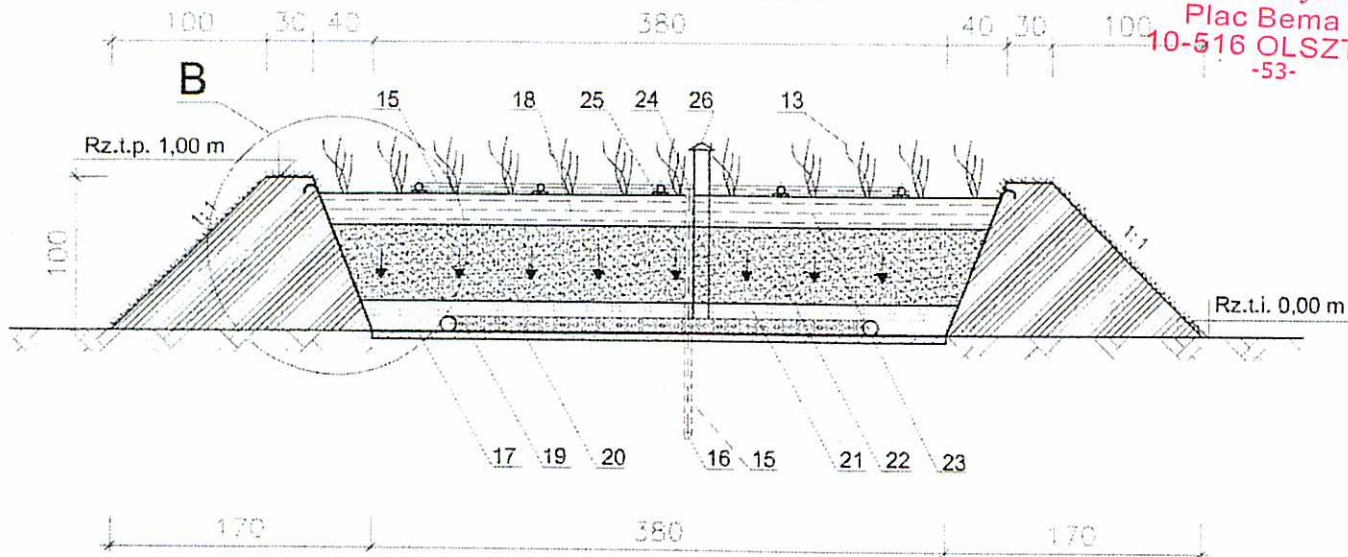 100 30 40 380 40 30 100
Plac Bema
10-516 OLSZT
-53-
B
15 18 25 24 26 13
Rz.t.p. 1,00 m
1:1
1:1
100
Rz.t.i. 0,00 m
17 19 20 16 15 21 22 23
170 380 170